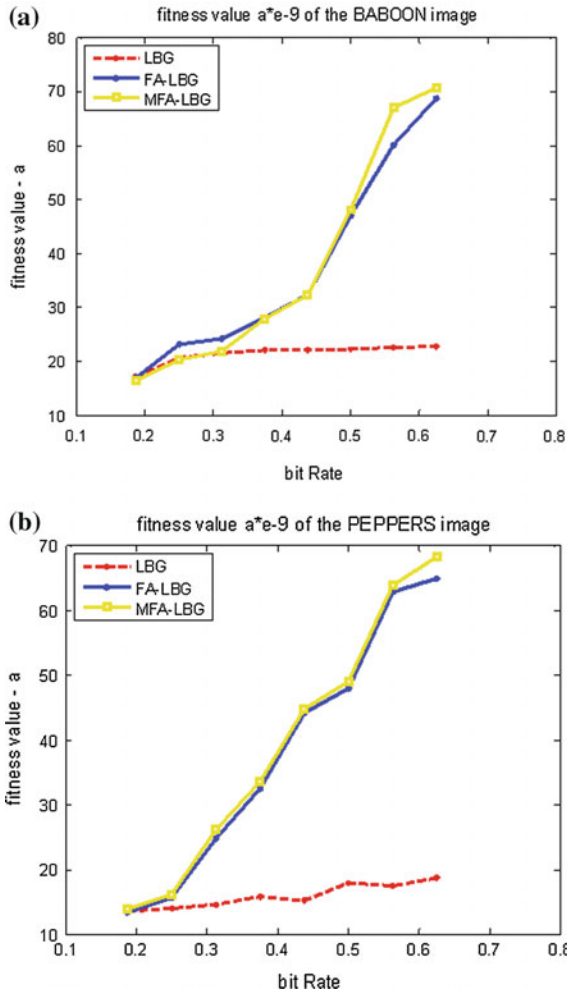 (a)
fitness value a*e-9 of the BABOON image
LBG
FA-LBG
MFA-LBG
80
70
60
50
40
30
20
10
fitness value - a
0.1 0.2 0.3 0.4 0.5 0.6 0.7 0.8
bit Rate
(b)
fitness value a*e-9 of the PEPPERS image
LBG
FA-LBG
MFA-LBG
70
60
50
40
30
20
10
fitness value - a
0.1 0.2 0.3 0.4 0.5 0.6 0.7 0.8
bit Rate